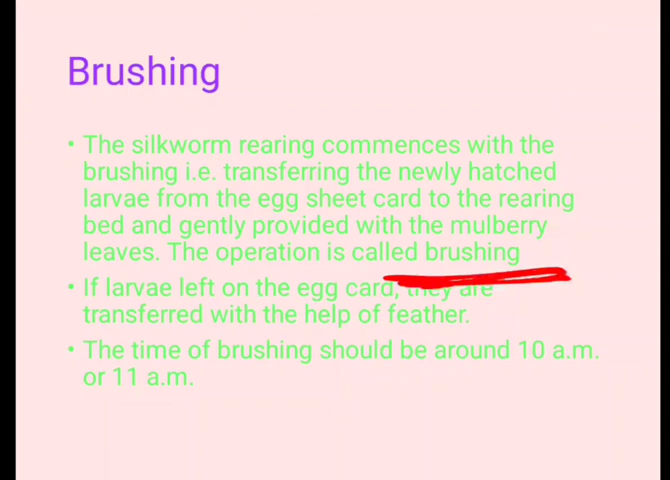 Brushing
• The silkworm rearing commences with the
brushing i.e. transferring the newly hatched
larvae from the egg sheet card to the rearing
bed and gently provided with the mulberry
leaves. The operation is called brushing
• If larvae left on the egg card, they are
transferred with the help of feather.
• The time of brushing should be around 10 a.m.
or 11 a.m.